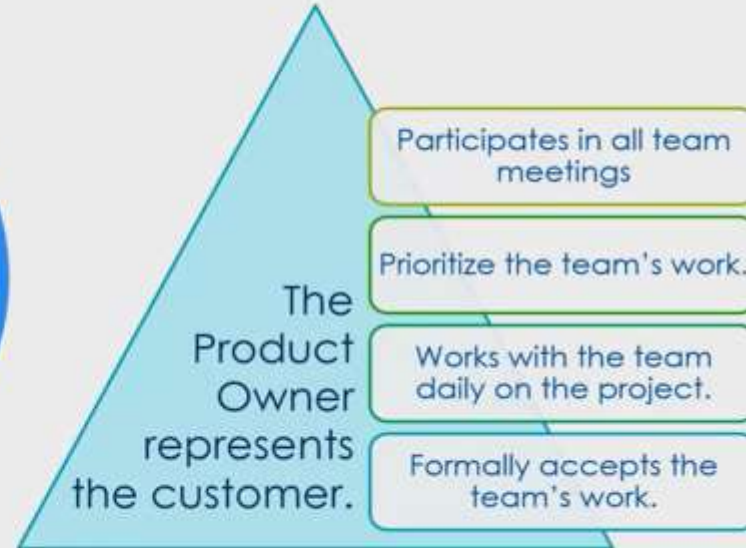 Participates in all team
meetings
Prioritize the team's work.
Works with the team
daily on the project.
Formally accepts the
team's work.
The
Product
Owner
represents
the customer.